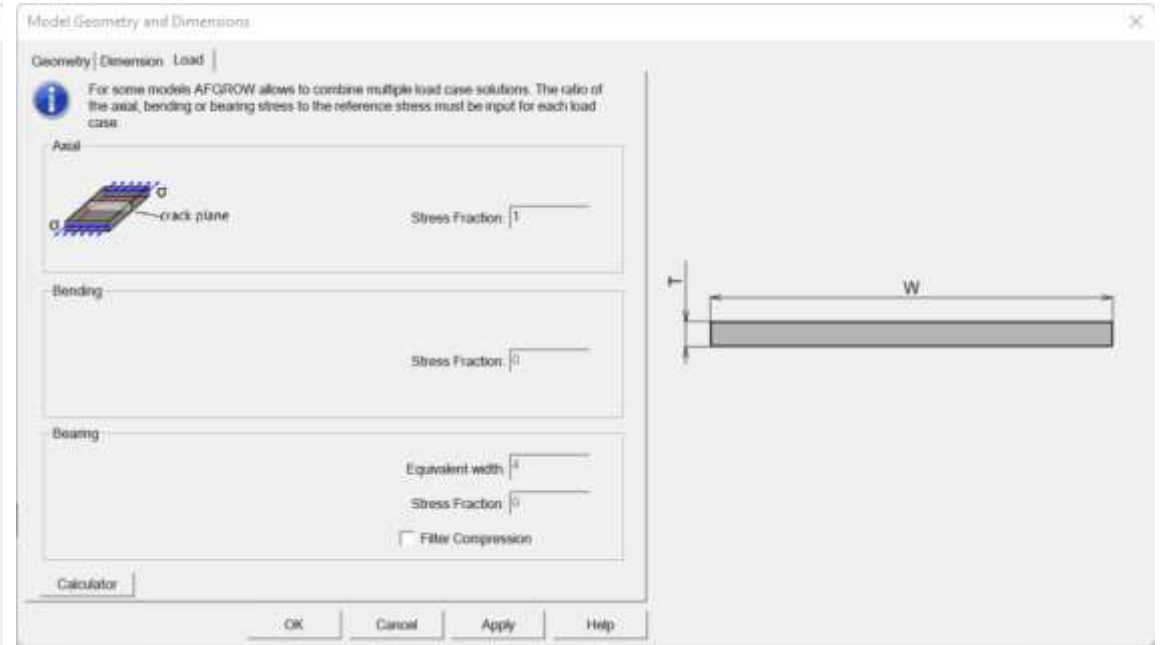 Model Geometry and Dimensions
Geometry Dimension Load
For some models AFGROW allows to combine multiple load case solutions. The ratio of
the axial, bending or bearing stress to the reference stress must be input for each load
case.
Axial
σ
σ
crack plane
Stress Fraction: 1
Bending
Stress Fraction: 0
Bearing
Equivalent width: 4
Stress Fraction: 0
Filter Compression
Calculator
OK Cancel Apply Help
T
W